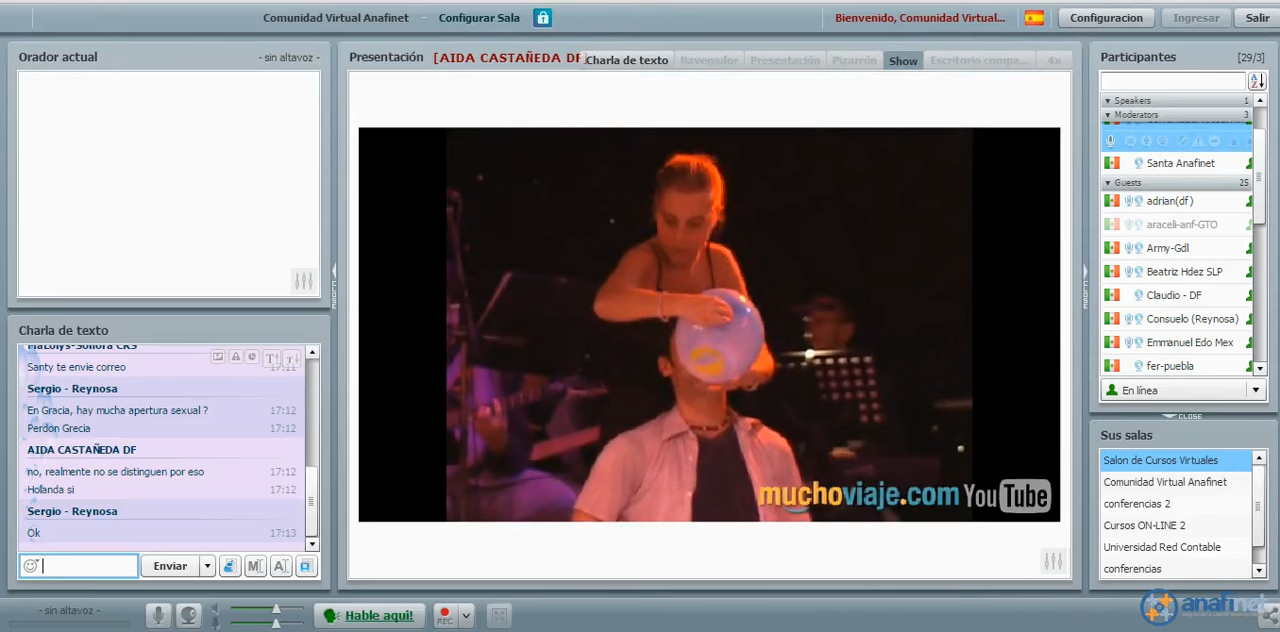 Comunidad Virtual Anafinet
Configurar Sala
Bienvenido, Comunidad Virtual...
Configuracion
Ingresar
Salir
Orador actual
- sin altavoz -
Presentación
[AIDA CASTAÑEDA DF
Charla de texto
Navegador
Presentación
Pizarrón
Show
Escritorio compa...
4x
muchoviaje.com YouTube
Charla de texto
Santy te envie correo 17:11
Sergio - Reynosa
En Gracia, hay mucha apertura sexual ? 17:12
Perdon Grecia 17:12
AIDA CASTAÑEDA DF
no, realmente no se distinguen por eso 17:12
Holanda si 17:12
Sergio - Reynosa
Ok 17:13
Enviar
Participantes [29/3]
Speakers 1
Moderators 3
Santa Anafinet
Guests 25
adrian(df)
araceli-anf-GTO
Army-Gdl
Beatriz Hdez SLP
Claudio - DF
Consuelo (Reynosa)
Emmanuel Edo Mex
fer-puebla
En línea
CLOSE
Sus salas
Salon de Cursos Virtuales
Comunidad Virtual Anafinet
conferencias 2
Cursos ON-LINE 2
Universidad Red Contable
conferencias
- sin altavoz -
Hable aqui!
REC
anafinet